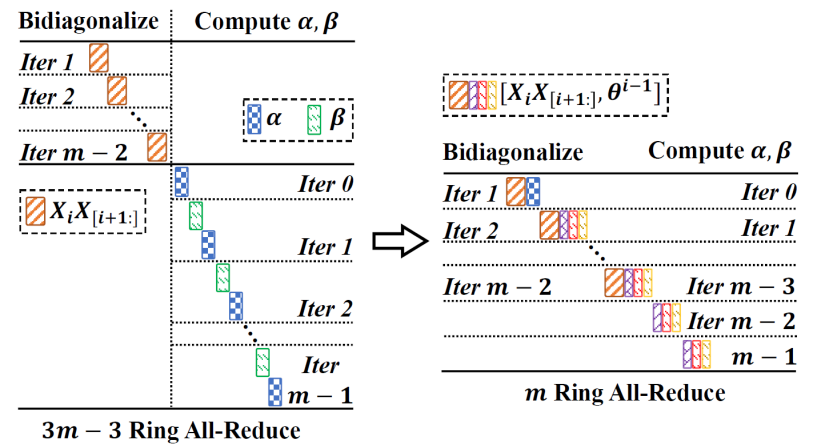 Bidiagonalize Compute α, β
Iter 1
Iter 2
α β
Iter m − 2
Iter 0
X_iX_{[i+1:]}
Iter 1
Iter 2
Iter
m − 1
3m − 3 Ring All-Reduce
[X_iX_{[i+1:]}, θ^{i−1}]
Bidiagonalize Compute α, β
Iter 1 Iter 0
Iter 2 Iter 1
Iter m − 2 Iter m − 3
Iter m − 2
m − 1
m Ring All-Reduce